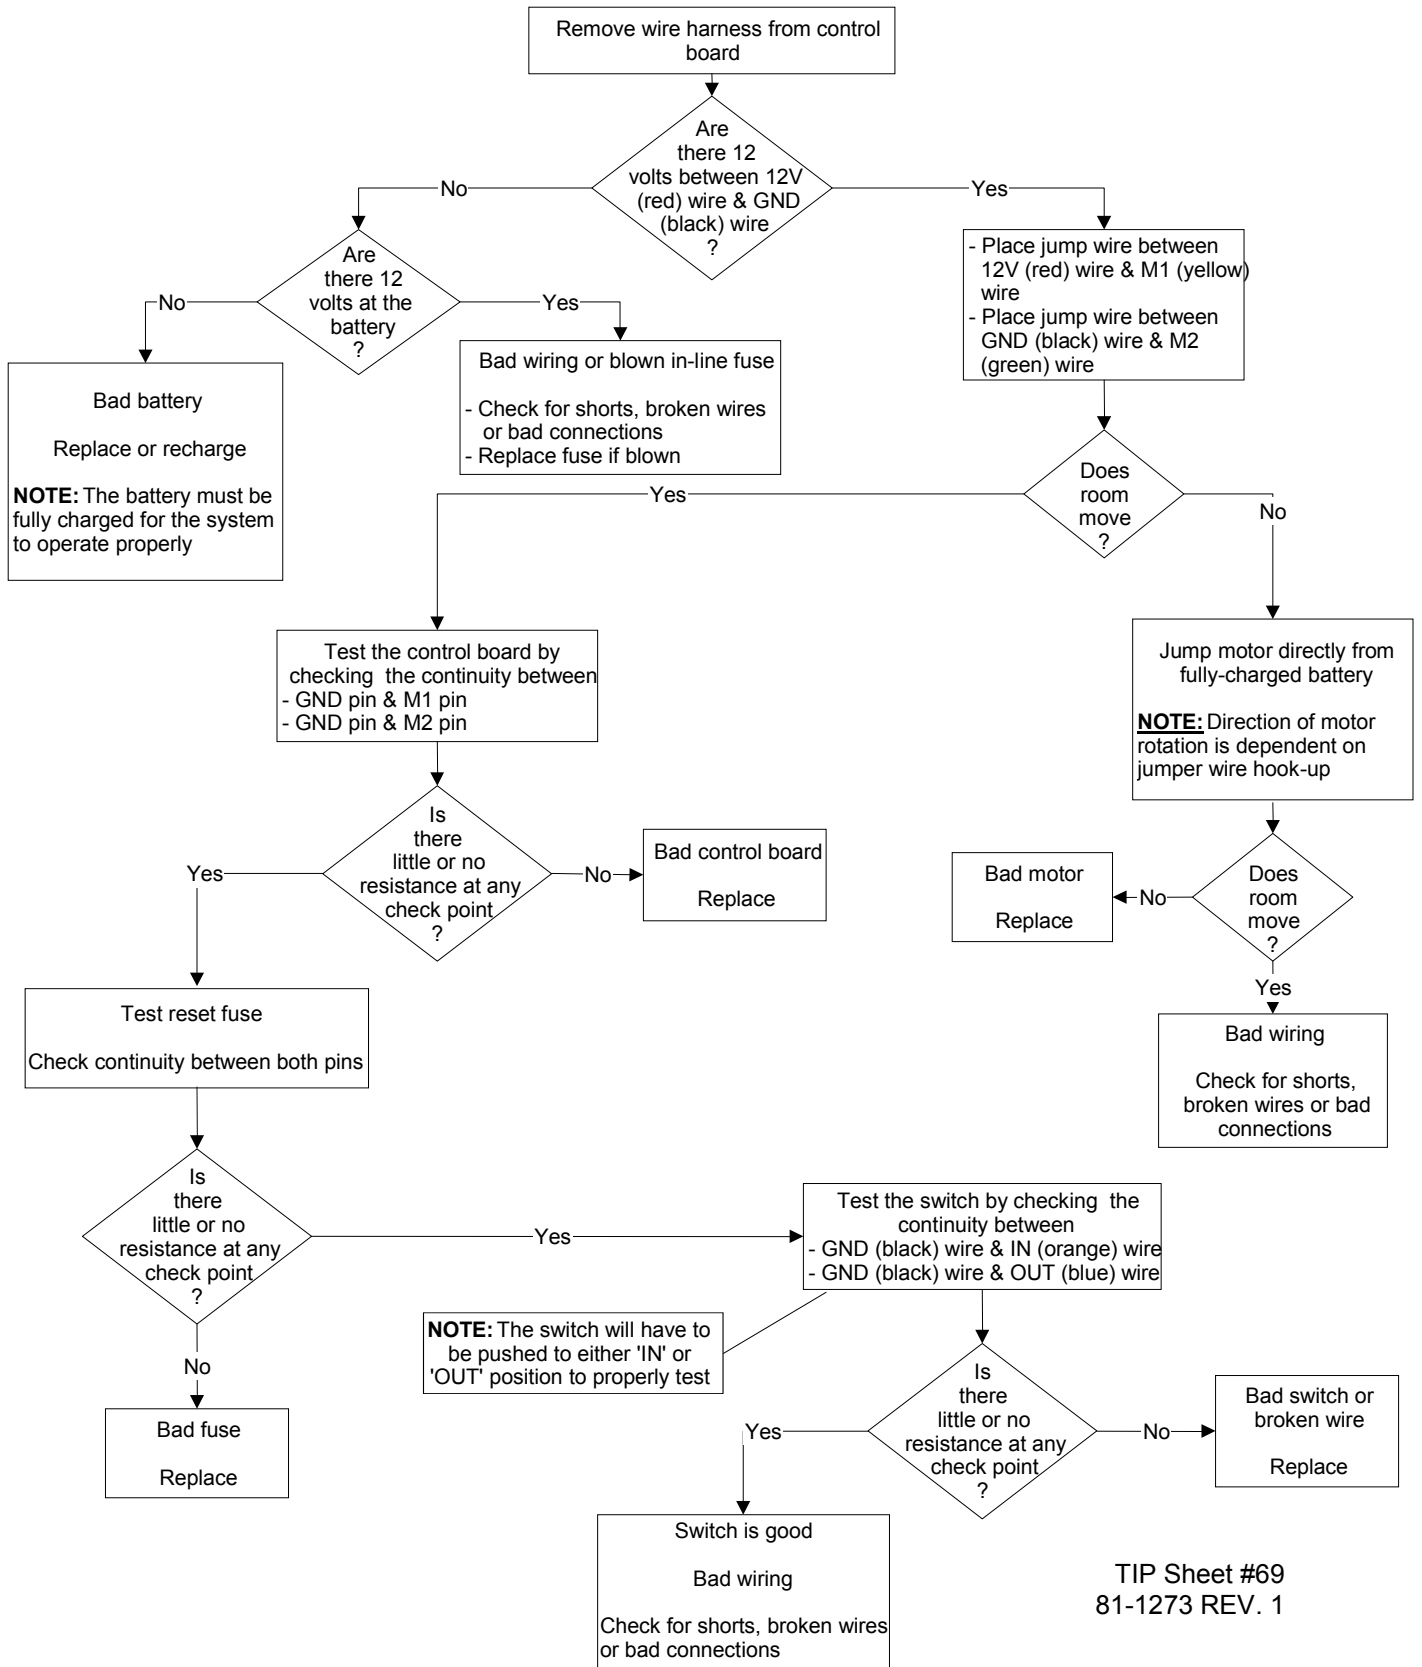 Remove wire harness from control
board
Are
there 12
volts between 12V
(red) wire & GND
(black) wire
?
No
Yes
Are
there 12
volts at the
battery
?
No
Yes
- Place jump wire between
12V (red) wire & M1 (yellow)
wire
- Place jump wire between
GND (black) wire & M2
(green) wire
Bad battery
Replace or recharge
NOTE: The battery must be
fully charged for the system
to operate properly
Bad wiring or blown in-line fuse
- Check for shorts, broken wires
or bad connections
- Replace fuse if blown
Does
room
move
?
Yes
No
Test the control board by
checking the continuity between
- GND pin & M1 pin
- GND pin & M2 pin
Jump motor directly from
fully-charged battery
NOTE: Direction of motor
rotation is dependent on
jumper wire hook-up
Is
there
little or no
resistance at any
check point
?
Yes
No
Bad control board
Replace
Does
room
move
?
No
Bad motor
Replace
Yes
Bad wiring
Check for shorts,
broken wires or bad
connections
Test reset fuse
Check continuity between both pins
Is
there
little or no
resistance at any
check point
?
Yes
No
Bad fuse
Replace
Test the switch by checking the
continuity between
- GND (black) wire & IN (orange) wire
- GND (black) wire & OUT (blue) wire
NOTE: The switch will have to
be pushed to either 'IN' or
'OUT' position to properly test
Is
there
little or no
resistance at any
check point
?
Yes
No
Bad switch or
broken wire
Replace
Switch is good
Bad wiring
Check for shorts, broken wires
or bad connections
TIP Sheet #69
81-1273 REV. 1